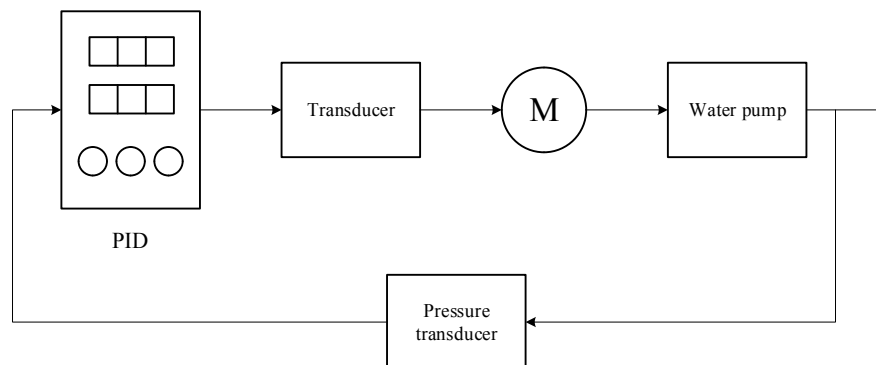 PID
Transducer
M
Water pump
Pressure
transducer